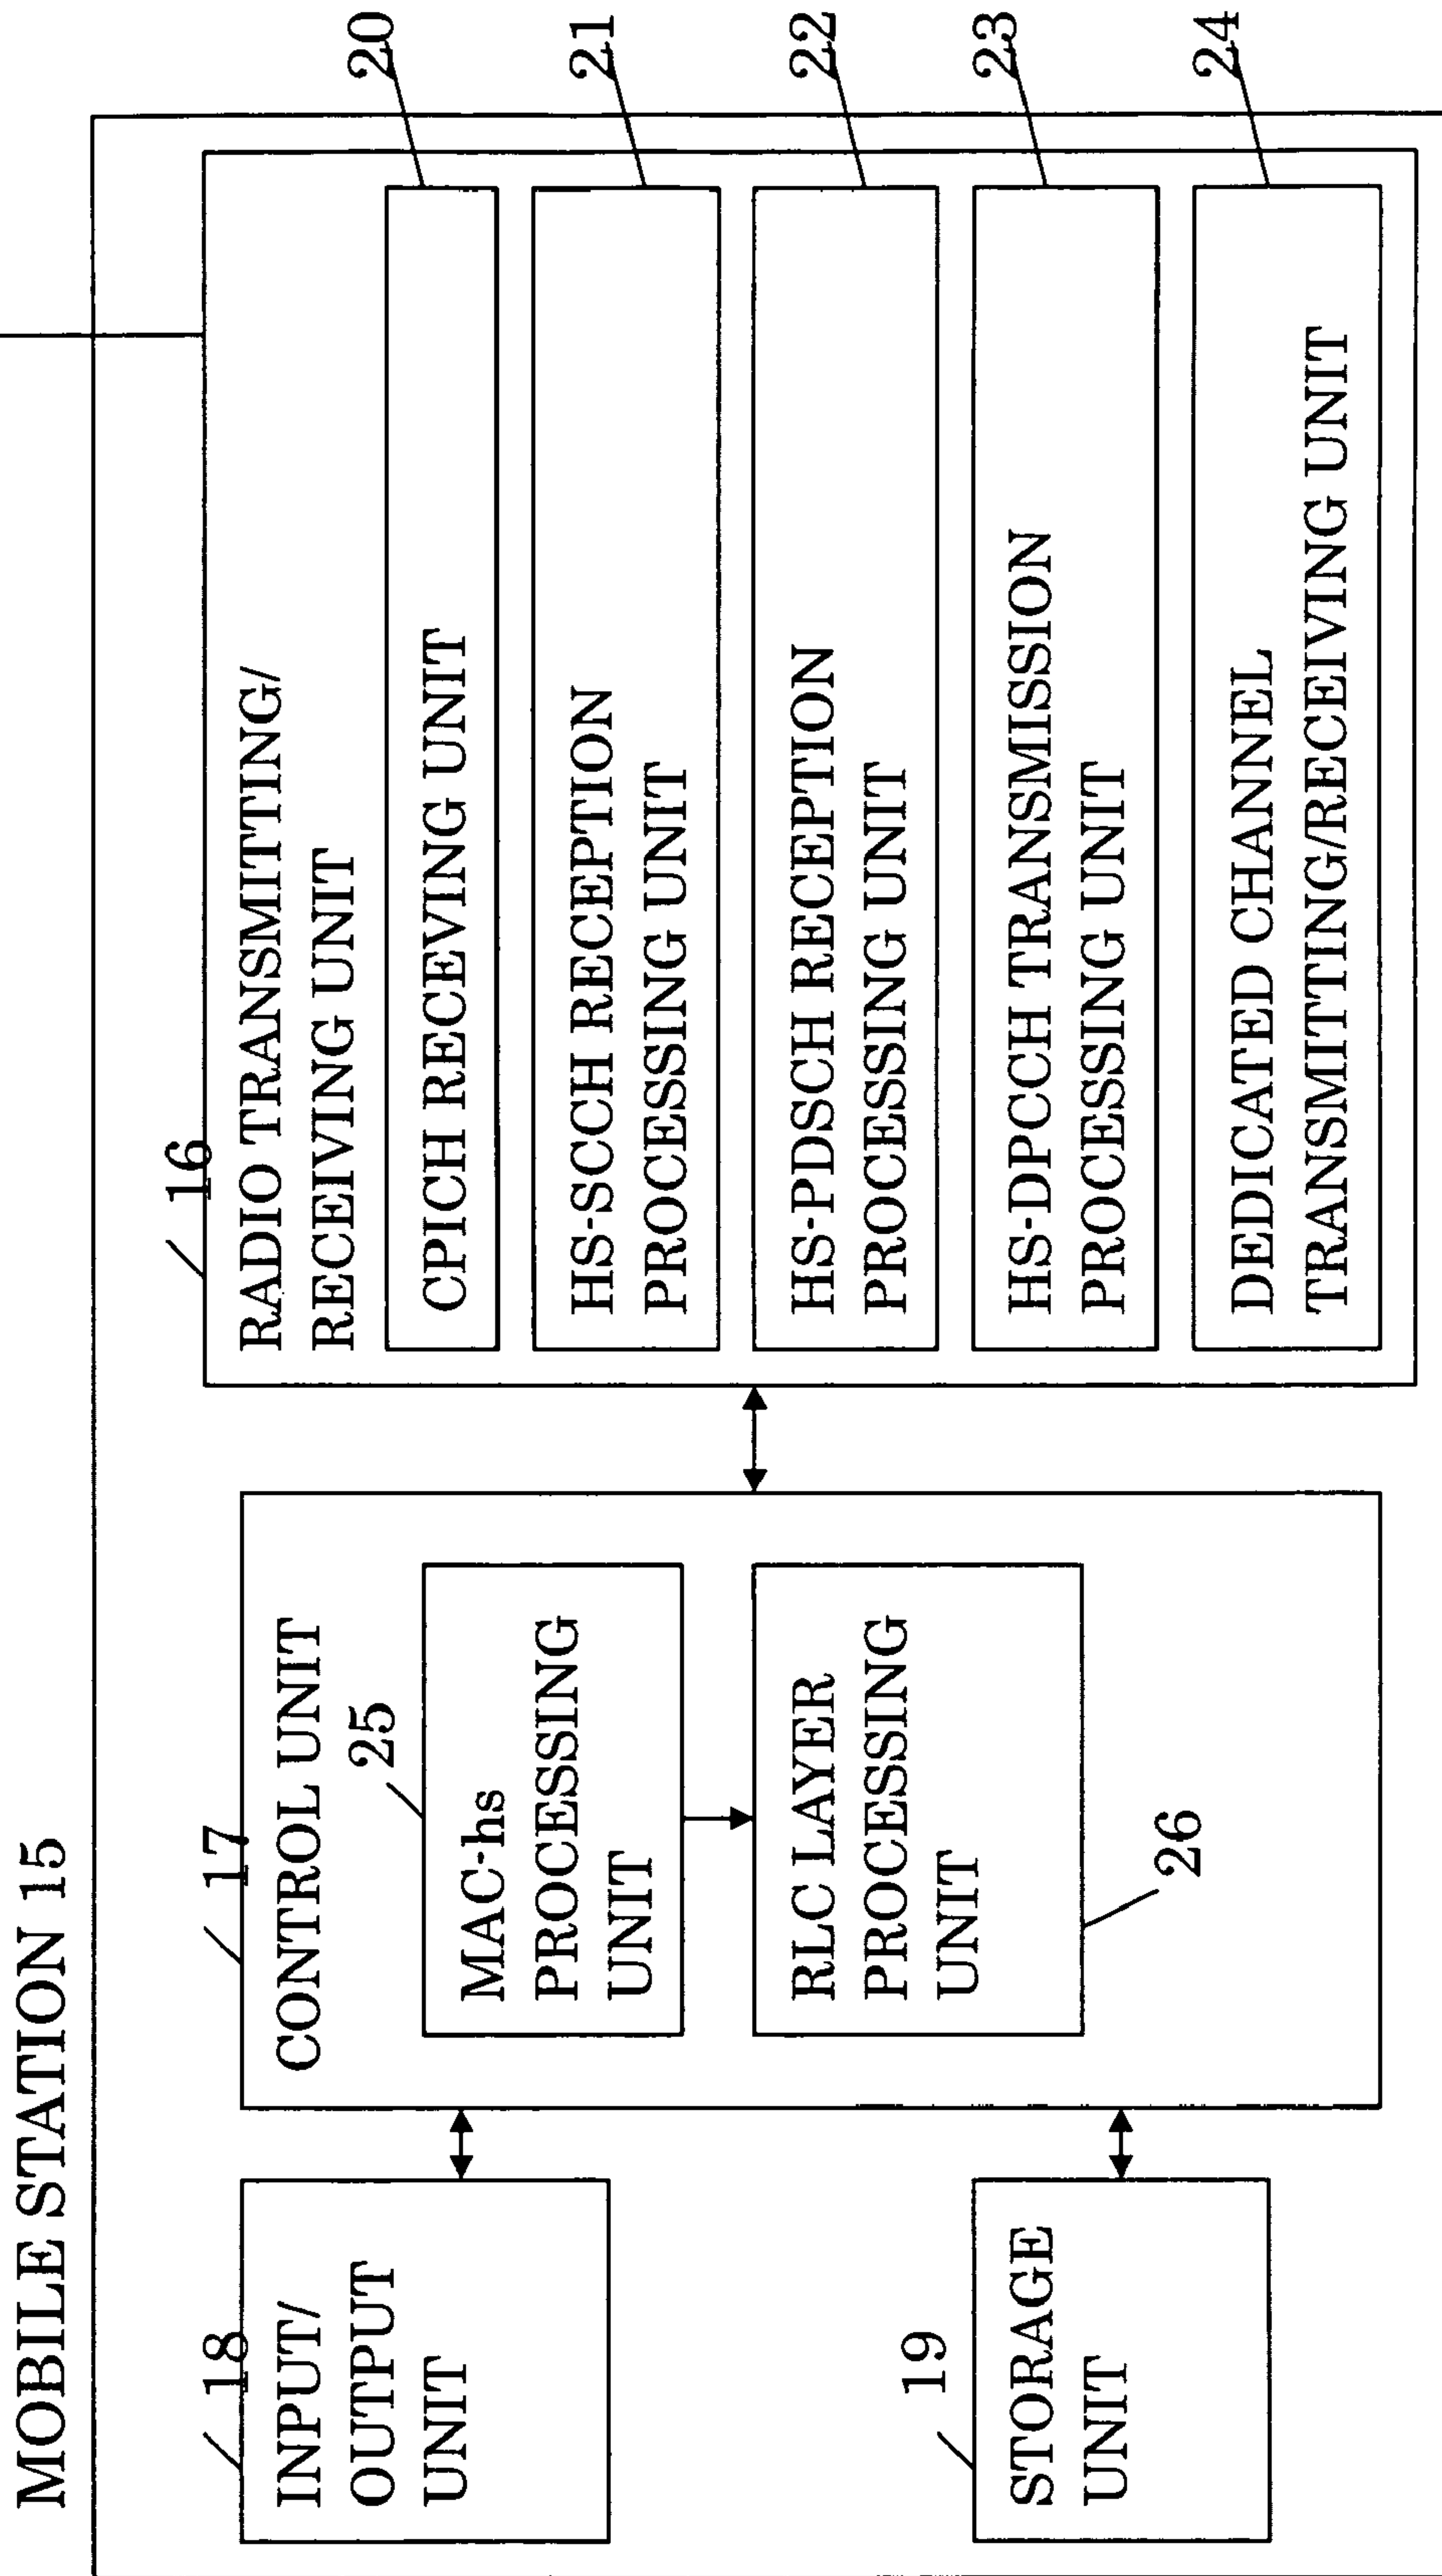 MOBILE STATION 15
18
INPUT/
OUTPUT
UNIT
19
STORAGE
UNIT
17
CONTROL UNIT
25
MAC-hs
PROCESSING
UNIT
RLC LAYER
PROCESSING
UNIT
26
16
RADIO TRANSMITTING/
RECEIVING UNIT
CPICH RECEIVING UNIT
20
HS-SCCH RECEPTION
PROCESSING UNIT
21
HS-PDSCH RECEPTION
PROCESSING UNIT
22
HS-DPCCH TRANSMISSION
PROCESSING UNIT
23
DEDICATED CHANNEL
TRANSMITTING/RECEIVING UNIT
24